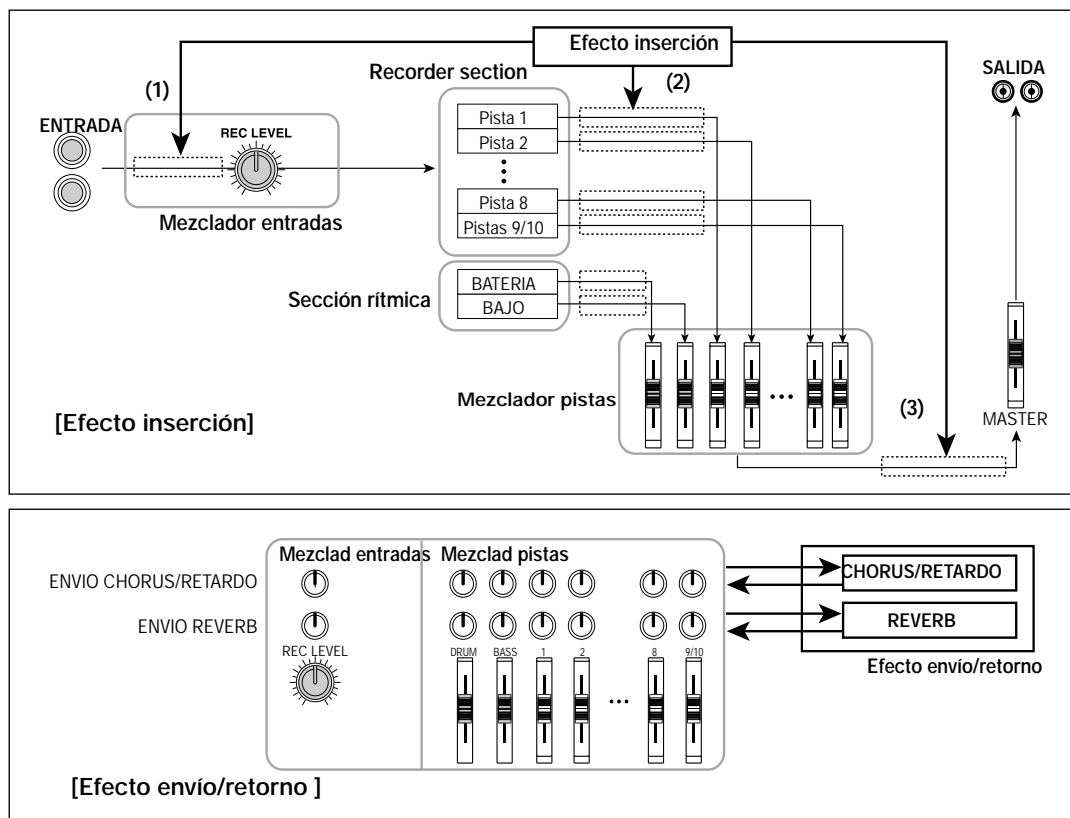 Efecto inserción
Recorder section
(1)
(2)
SALIDA
ENTRADA
REC LEVEL
Pista 1
Pista 2
Pista 8
Pistas 9/10
Mezclador entradas
Sección rítmica
BATERIA
BAJO
Mezclador pistas
(3)
MASTER
[Efecto inserción]
Mezclad entradas
Mezclad pistas
ENVIO CHORUS/RETARDO
CHORUS/RETARDO
ENVIO REVERB
REVERB
REC LEVEL
DRUM BASS 1 2 8 9/10
Efecto envío/retorno
[Efecto envío/retorno ]